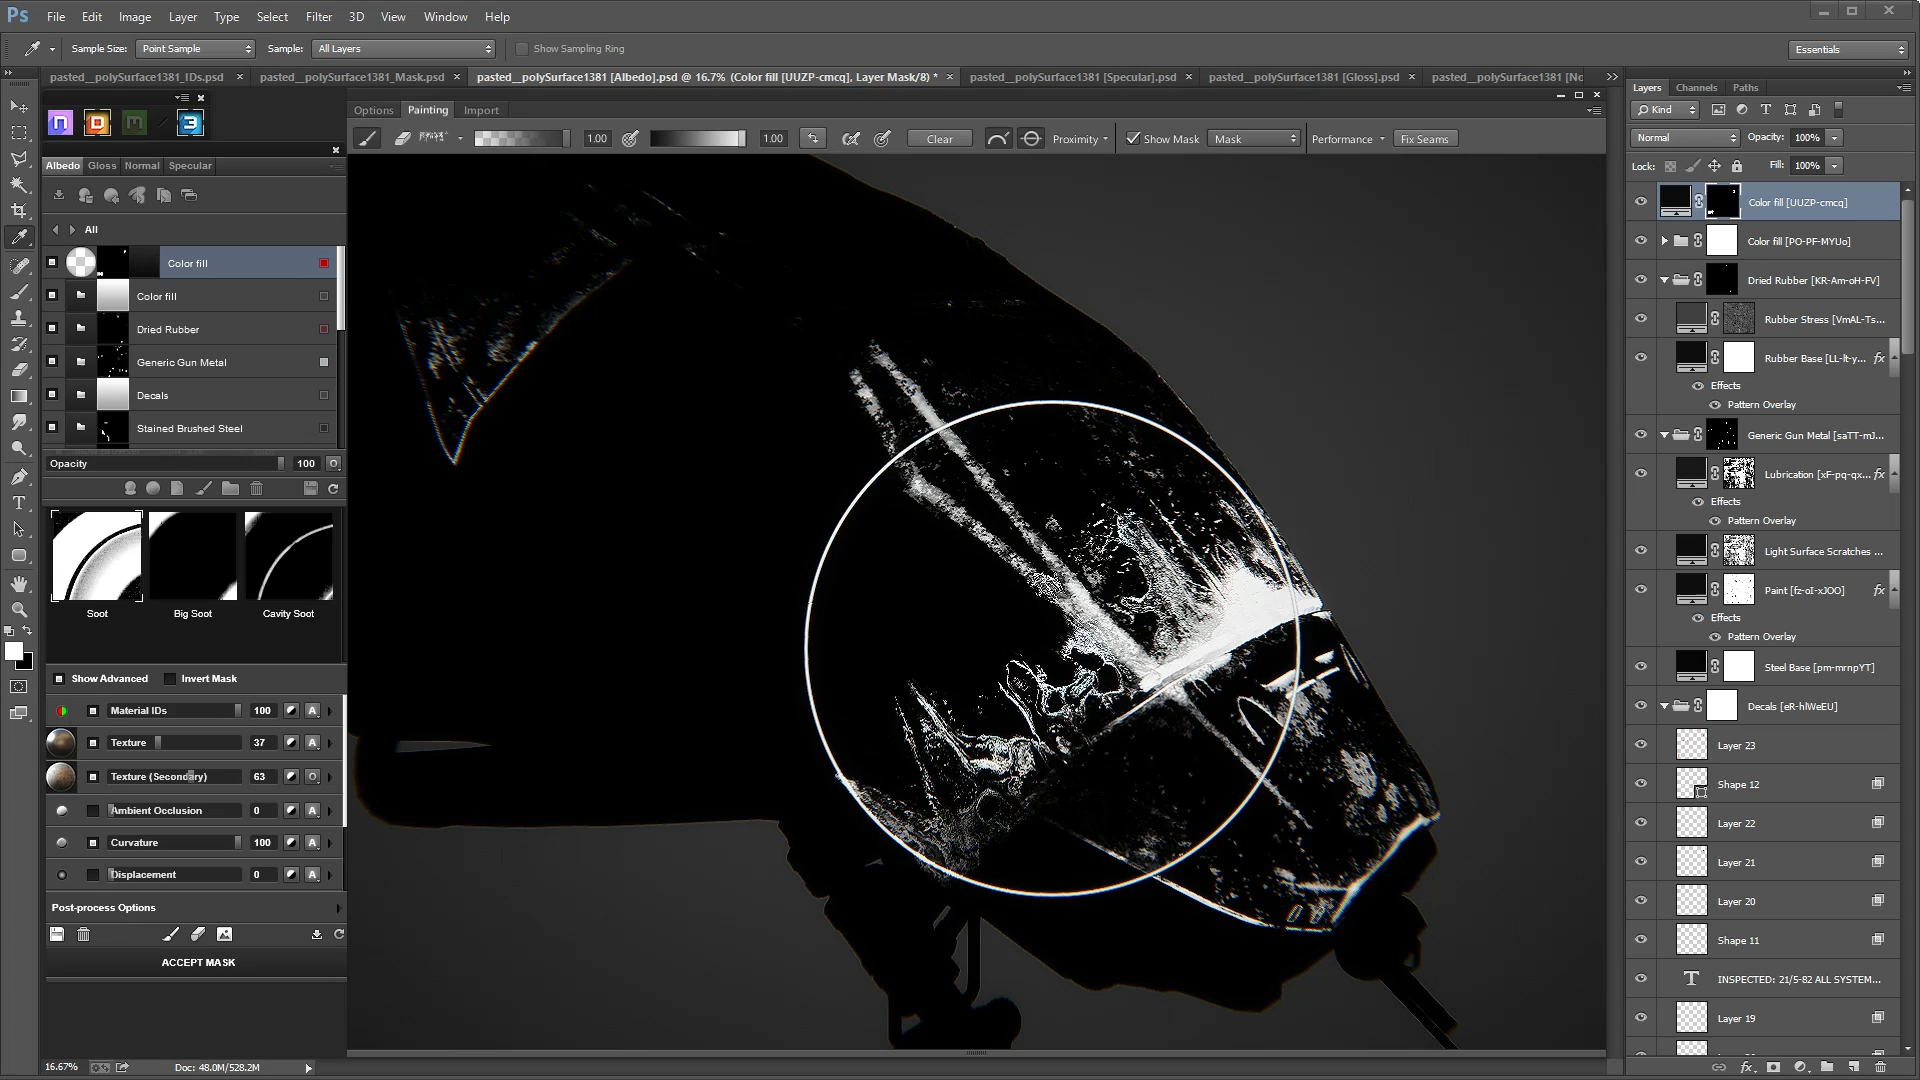 Ps File Edit Image Layer Type Select Filter 3D View Window Help
Sample Size: Point Sample Sample: All Layers Show Sampling Ring Essentials
pasted__polySurface1381_IDs.psd × pasted__polySurface1381_Mask.psd × pasted__polySurface1381 [Albedo].psd @ 16.7% (Color fill [UUZP-cmcq], Layer Mask/8) * × pasted__polySurface1381 [Specular].psd × pasted__polySurface1381 [Gloss].psd × pasted__polySurface1381 [No
Options Painting Import
1.00 1.00 Clear Proximity Show Mask Mask Performance Fix Seams
Albedo Gloss Normal Specular
All
Color fill
Color fill
Dried Rubber
Generic Gun Metal
Decals
Stained Brushed Steel
Opacity 100
Soot Big Soot Cavity Soot
Show Advanced Invert Mask
Material IDs 100 A
Texture 37 A
Texture (Secondary) 63 O
Ambient Occlusion 0 A
Curvature 100 A
Displacement 0 A
Post-process Options
ACCEPT MASK
16.67% Doc: 48.0M/528.2M
Layers Channels Paths
Kind
Normal Opacity: 100%
Lock: Fill: 100%
Color fill [UUZP-cmcq]
Color fill [PO-PF-MYUo]
Dried Rubber [KR-Am-oH-FV]
Rubber Stress [VmAL-Ts...
Rubber Base [LL-lt-y... fx
Effects
Pattern Overlay
Generic Gun Metal [saTT-mJ...
Lubrication [xF-pq-qx... fx
Effects
Pattern Overlay
Light Surface Scratches ...
Paint [fz-oI-xJOO] fx
Effects
Pattern Overlay
Steel Base [pm-mrnpYT]
Decals [eR-hlWeEU]
Layer 23
Shape 12
Layer 22
Layer 21
Layer 20
Shape 11
T INSPECTED: 21/5-82 ALL SYSTEM...
Layer 19